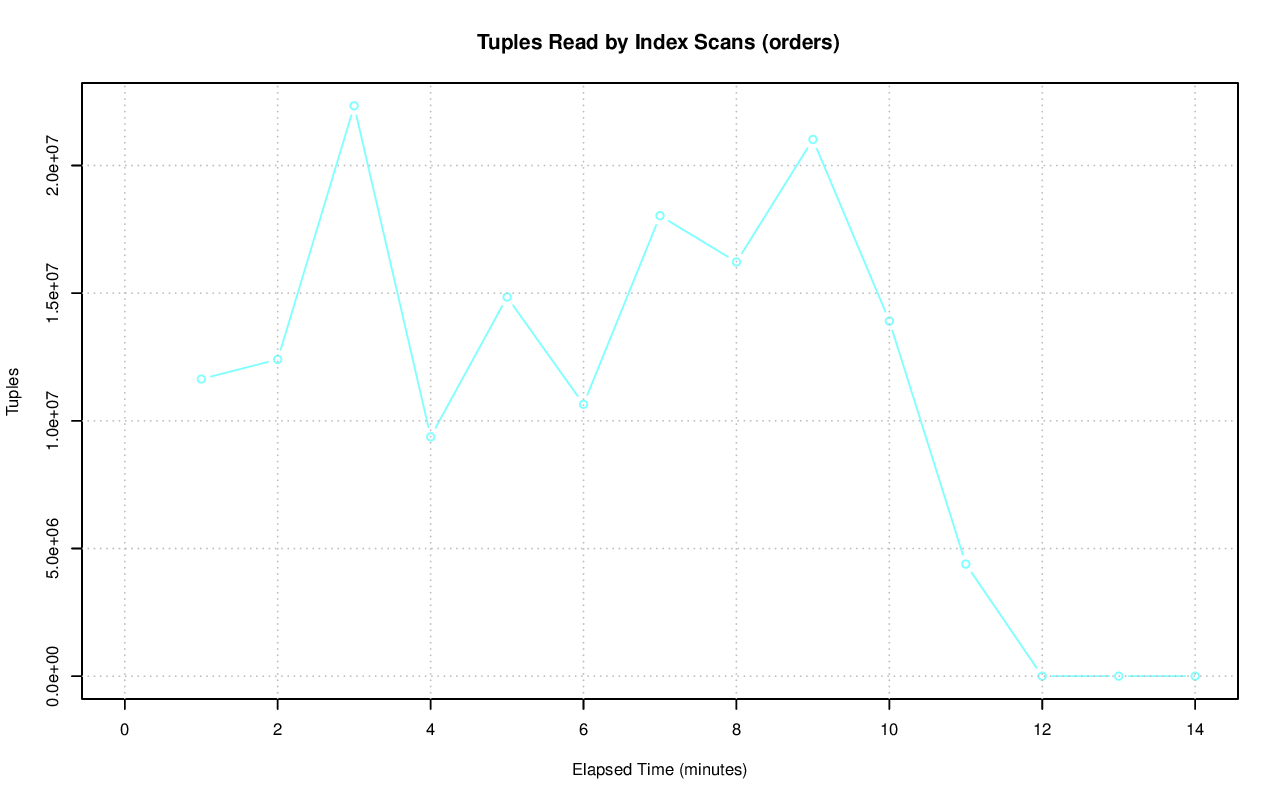 Tuples Read by Index Scans (orders)
Tuples
2.0e+07
1.5e+07
1.0e+07
5.0e+06
0.0e+00
0 2 4 6 8 10 12 14
Elapsed Time (minutes)